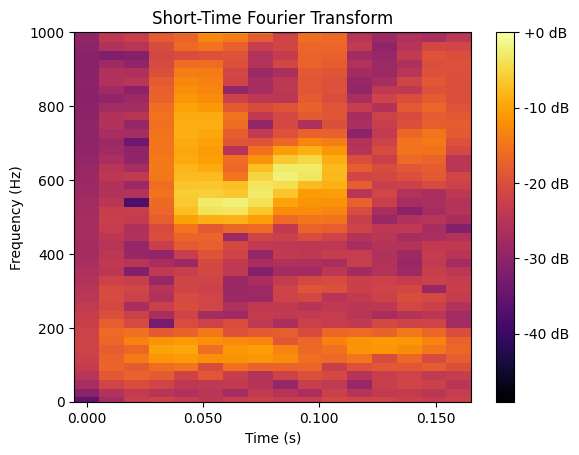 Short-Time Fourier Transform
1000
800
600
400
200
0
Frequency (Hz)
0.000
0.050
0.100
0.150
Time (s)
+0 dB
-10 dB
-20 dB
-30 dB
-40 dB